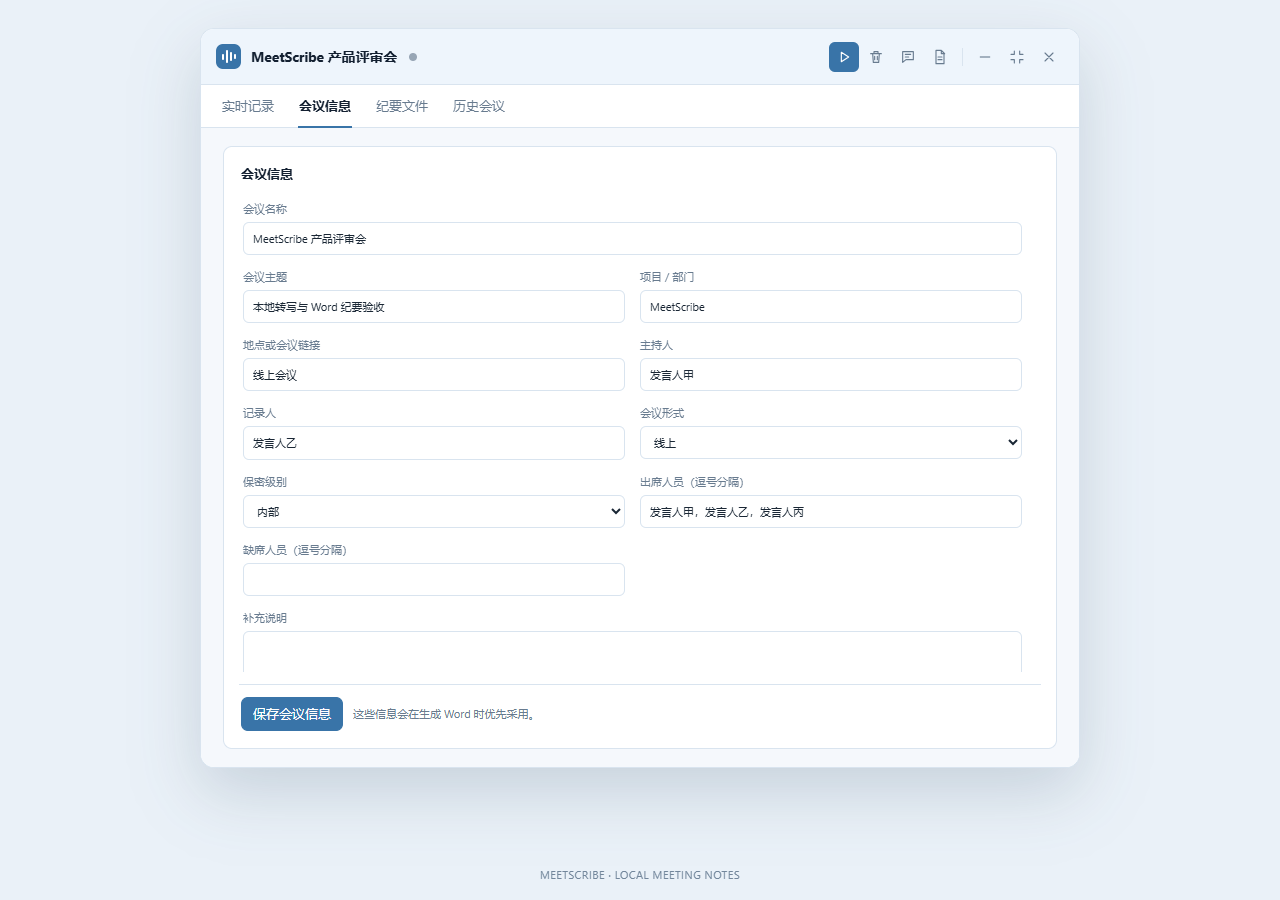 MeetScribe 产品评审会
实时记录 会议信息 纪要文件 历史会议
会议信息
会议名称
MeetScribe 产品评审会
会议主题 项目 / 部门
本地转写与 Word 纪要验收 MeetScribe
地点或会议链接 主持人
线上会议 发言人甲
记录人 会议形式
发言人乙 线上
保密级别 出席人员（逗号分隔）
内部 发言人甲，发言人乙，发言人丙
缺席人员（逗号分隔）
补充说明
保存会议信息 这些信息会在生成 Word 时优先采用。
MEETSCRIBE · LOCAL MEETING NOTES